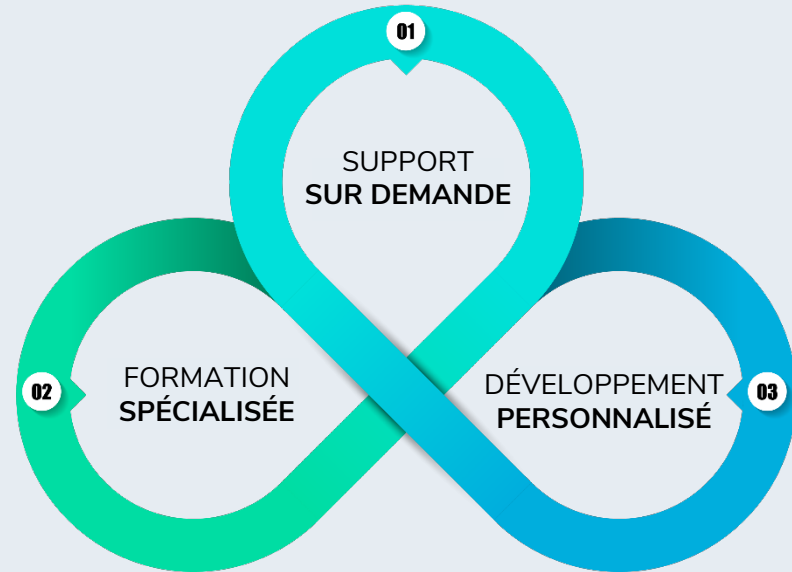 01
SUPPORT
SUR DEMANDE
02
FORMATION
SPÉCIALISÉE
DÉVELOPPEMENT
PERSONNALISÉ
03